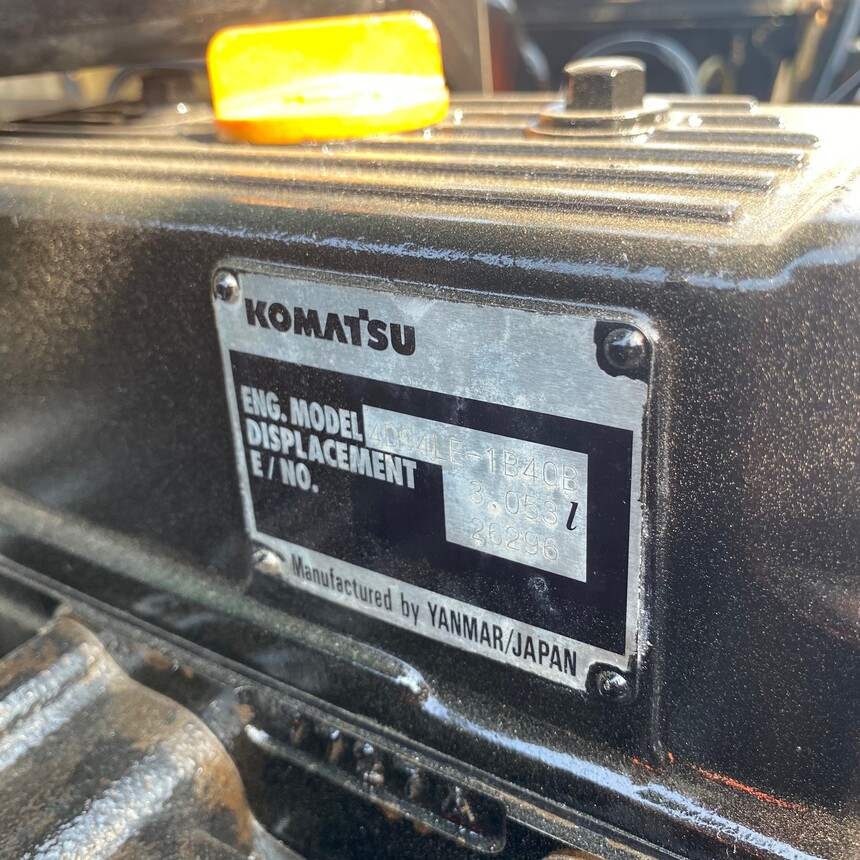 KOMATSU
ENG. MODEL 4D94LE-1B40B
DISPLACEMENT 3.053 l
E/NO. 26296
Manufactured by YANMAR/JAPAN